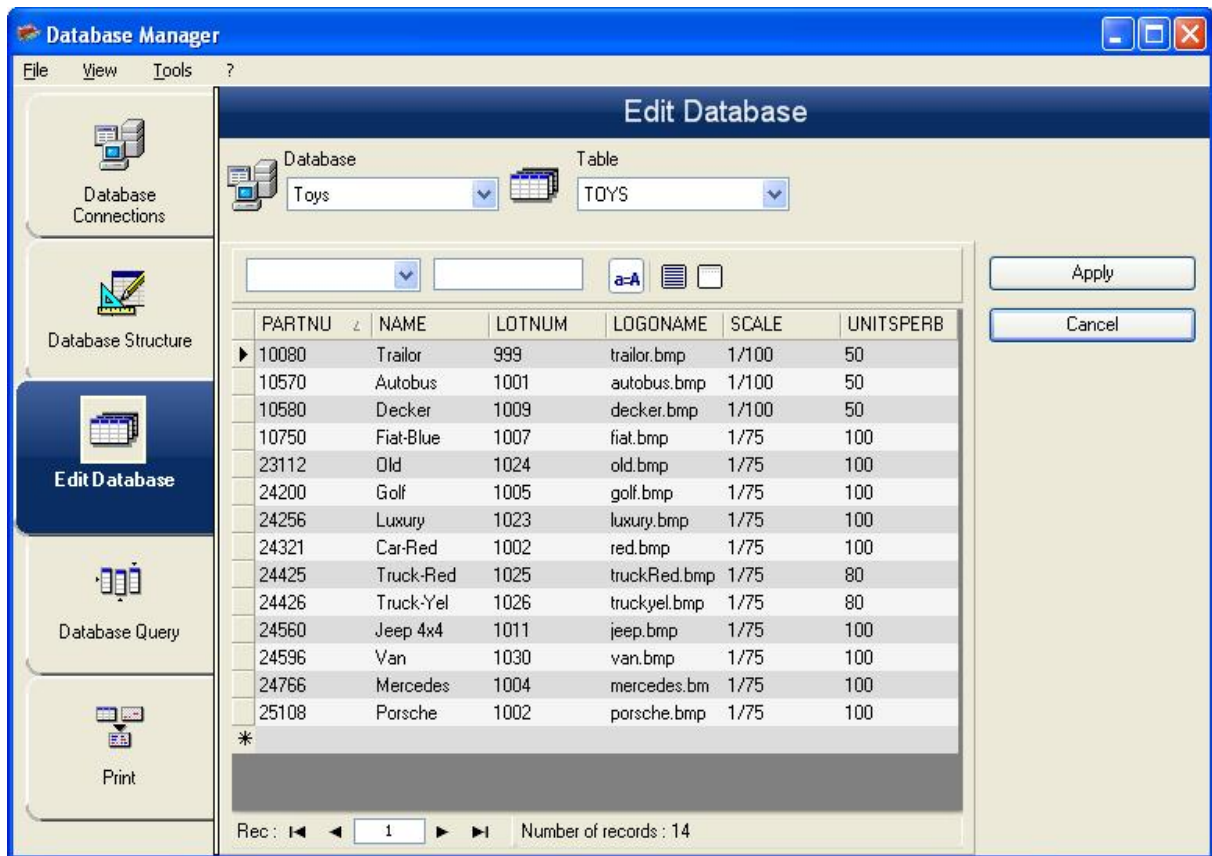 Database Manager
File View Tools ?
Database Connections
Database Structure
Edit Database
Database Query
Print
Edit Database
Database
Toys
Table
TOYS
a=A
Apply
Cancel
PARTNU NAME LOTNUM LOGONAME SCALE UNITSPERB
10080 Trailor 999 trailor.bmp 1/100 50
10570 Autobus 1001 autobus.bmp 1/100 50
10580 Decker 1009 decker.bmp 1/100 50
10750 Fiat-Blue 1007 fiat.bmp 1/75 100
23112 Old 1024 old.bmp 1/75 100
24200 Golf 1005 golf.bmp 1/75 100
24256 Luxury 1023 luxury.bmp 1/75 100
24321 Car-Red 1002 red.bmp 1/75 100
24425 Truck-Red 1025 truckRed.bmp 1/75 80
24426 Truck-Yel 1026 truckyel.bmp 1/75 80
24560 Jeep 4x4 1011 jeep.bmp 1/75 100
24596 Van 1030 van.bmp 1/75 100
24766 Mercedes 1004 mercedes.bm 1/75 100
25108 Porsche 1002 porsche.bmp 1/75 100
Rec : 1 Number of records : 14